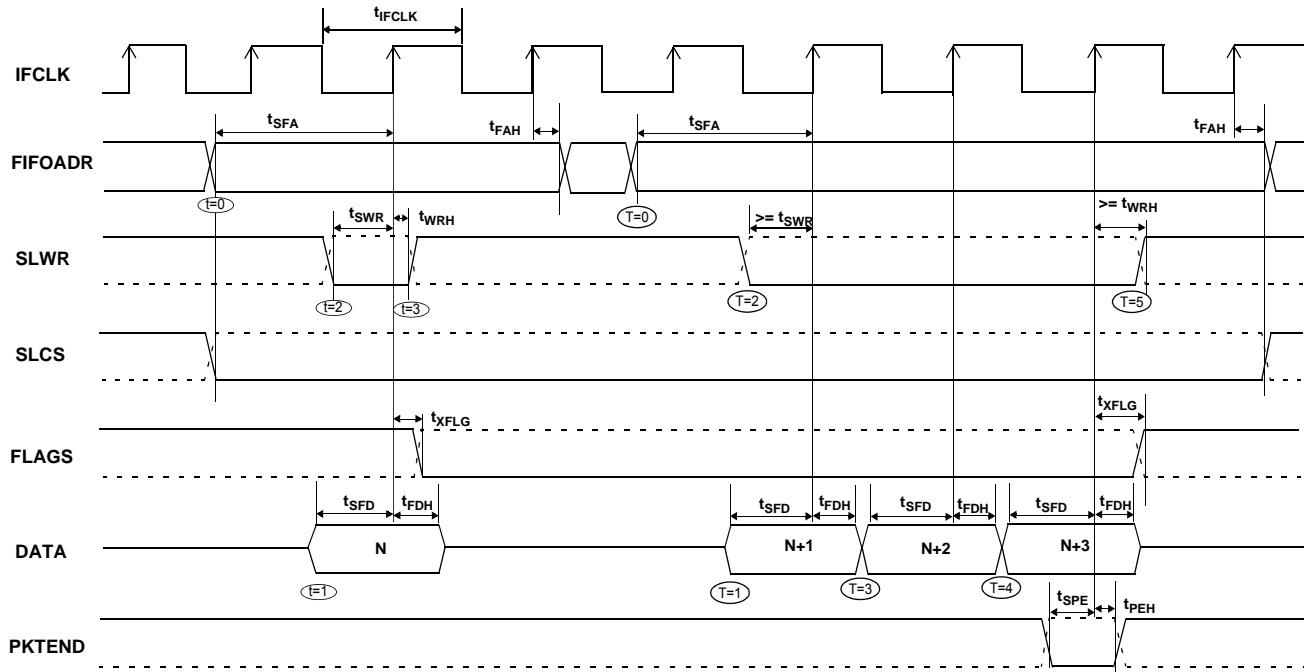 tIFCLK
IFCLK
tSFA
tFAH
tSFA
tFAH
FIFOADR
t=0
T=0
tSWR
tWRH
>= tSWR
>= tWRH
SLWR
t=2
t=3
T=2
T=5
SLCS
tXFLG
tXFLG
FLAGS
tSFD
tFDH
tSFD
tFDH
tSFD
tFDH
tSFD
tFDH
DATA
N
N+1
N+2
N+3
t=1
T=1
T=3
T=4
tSPE
tPEH
PKTEND